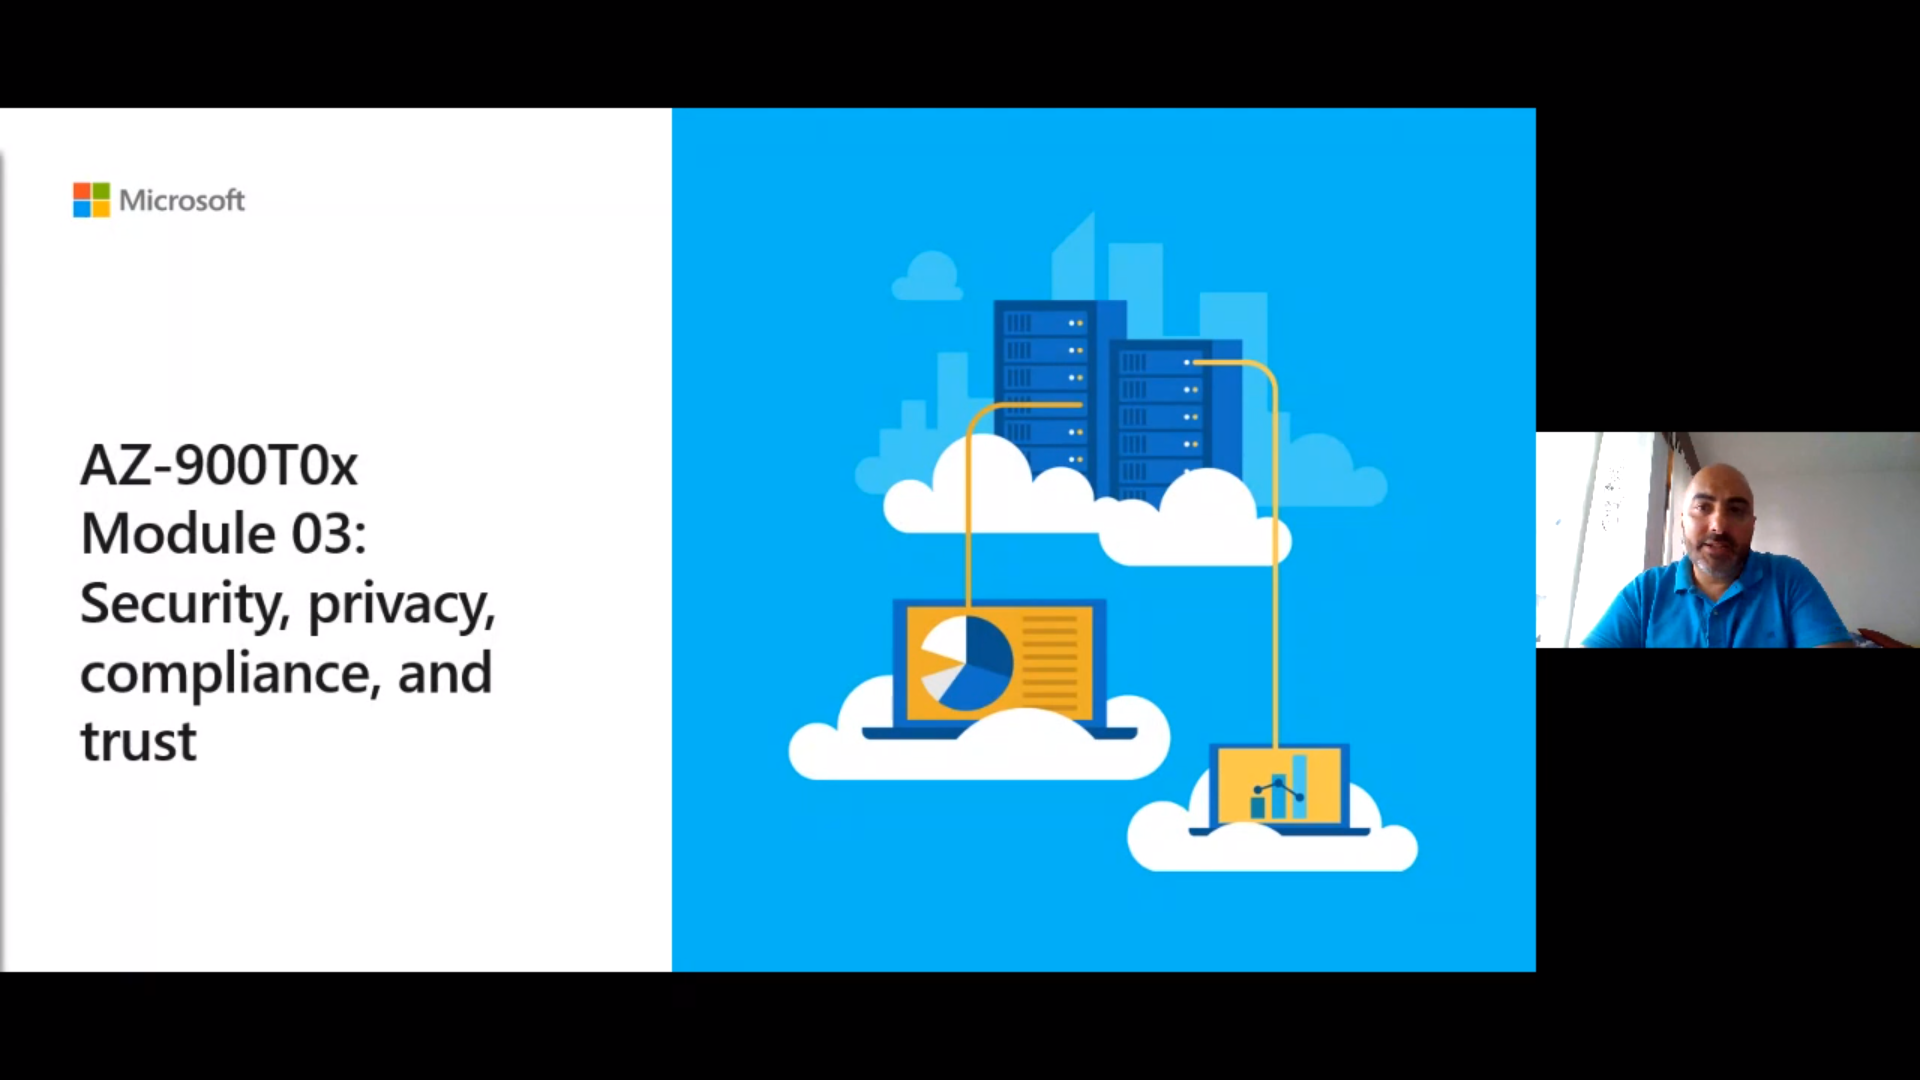 Microsoft
AZ-900T0x
Module 03:
Security, privacy,
compliance, and
trust